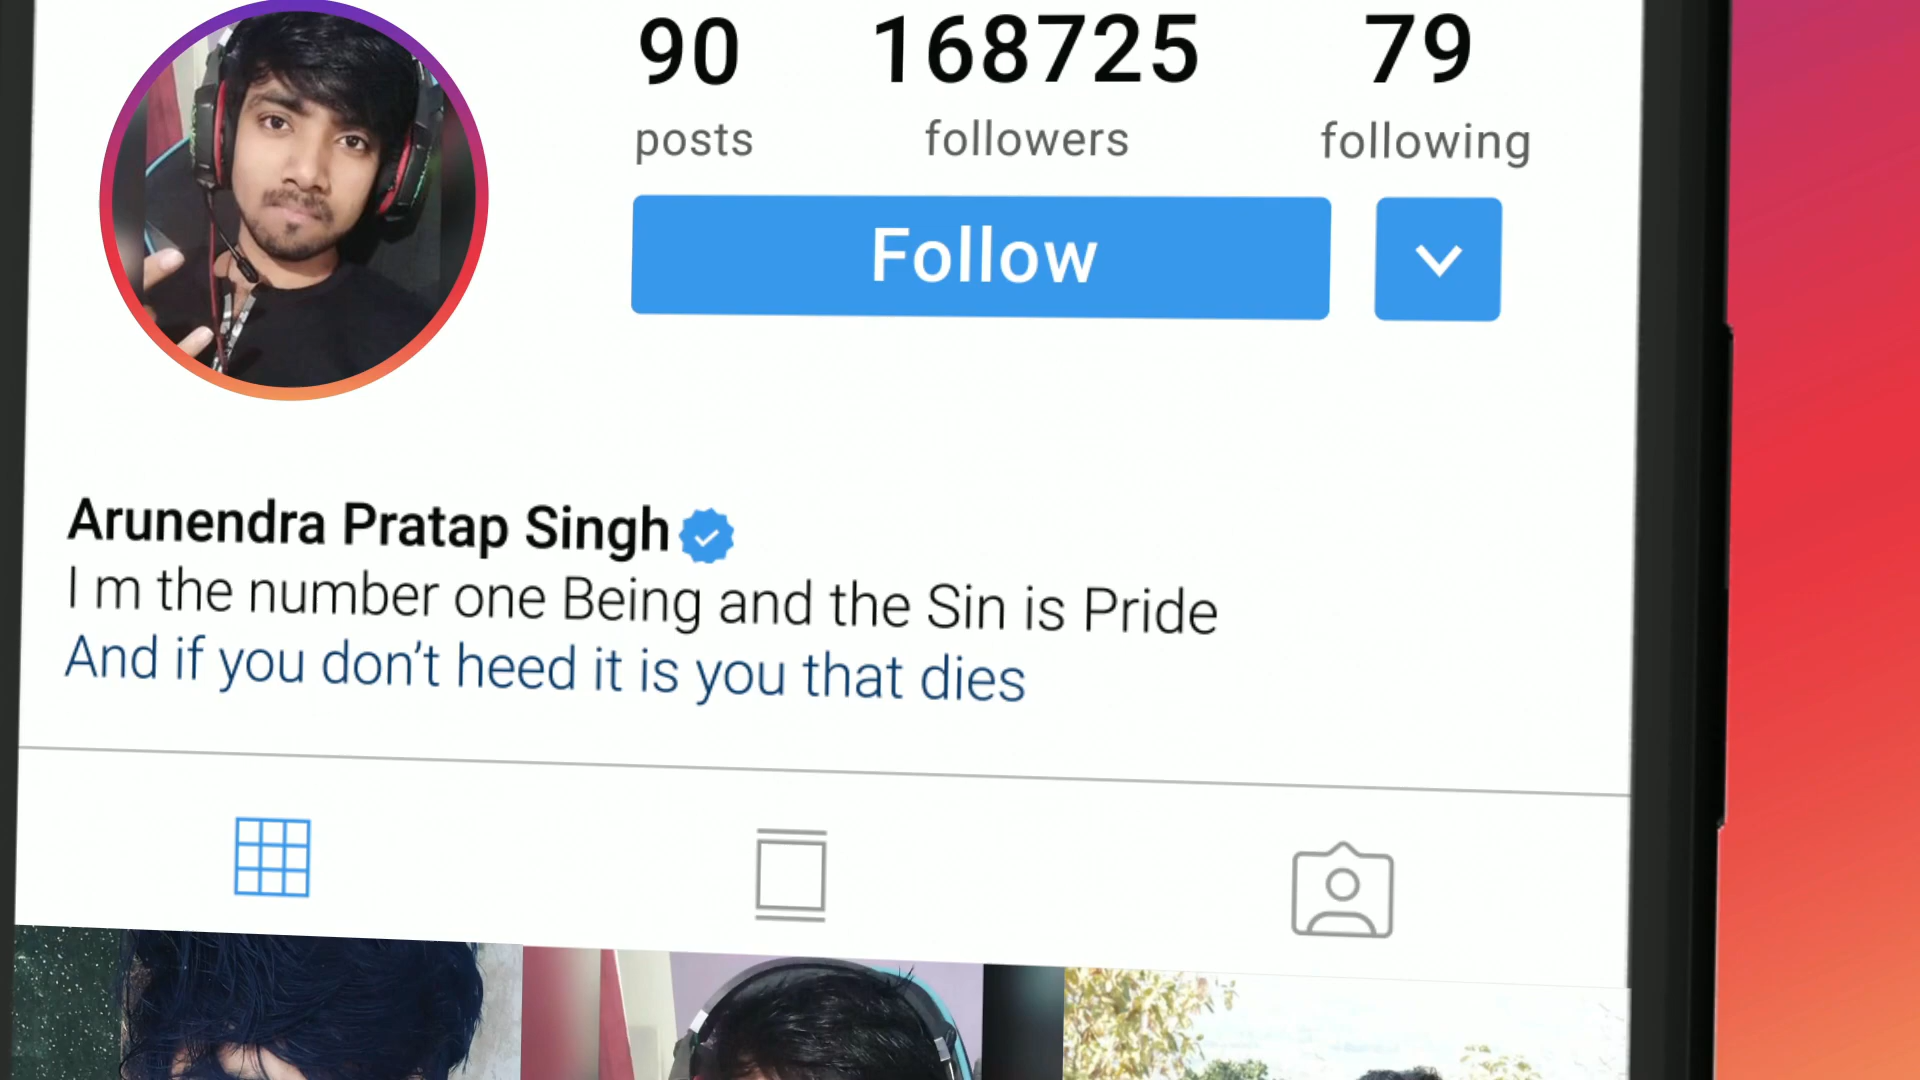 90 168725 79
posts followers following
Follow
Arunendra Pratap Singh
I m the number one Being and the Sin is Pride
And if you don’t heed it is you that dies